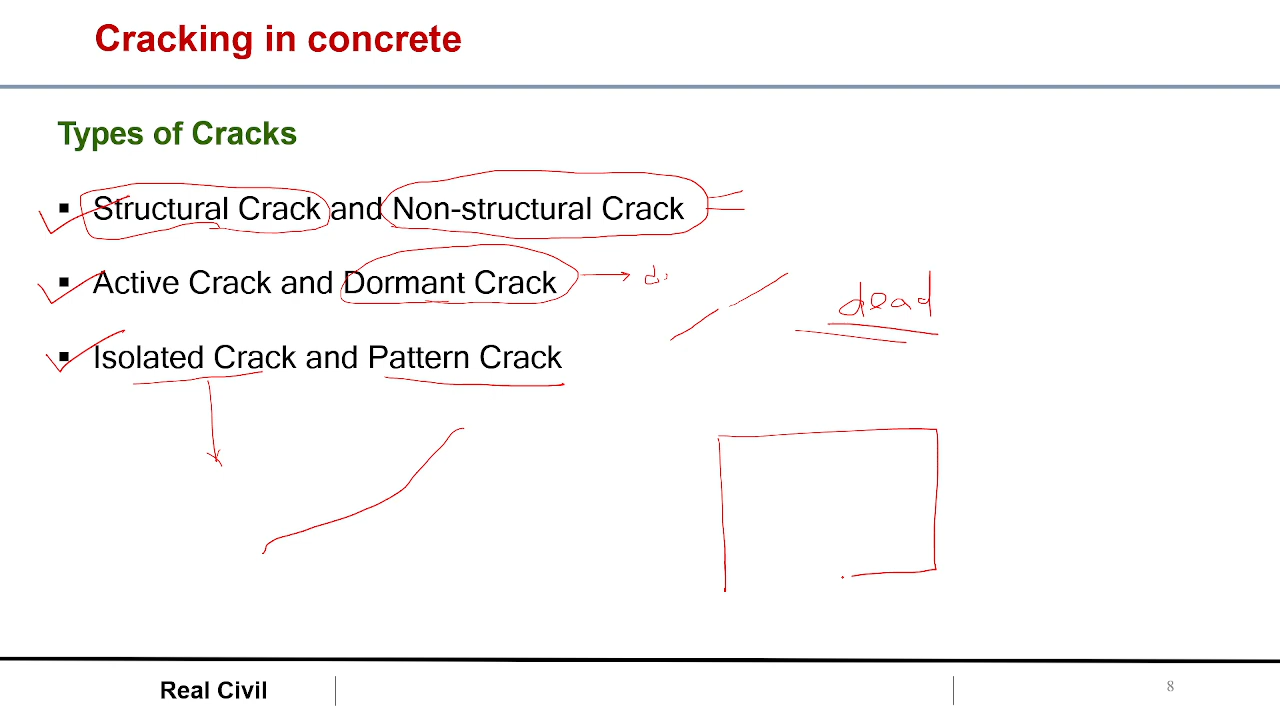 Cracking in concrete
Types of Cracks
▪ Structural Crack and Non-structural Crack
▪ Active Crack and Dormant Crack
dead
▪ Isolated Crack and Pattern Crack
Real Civil
8